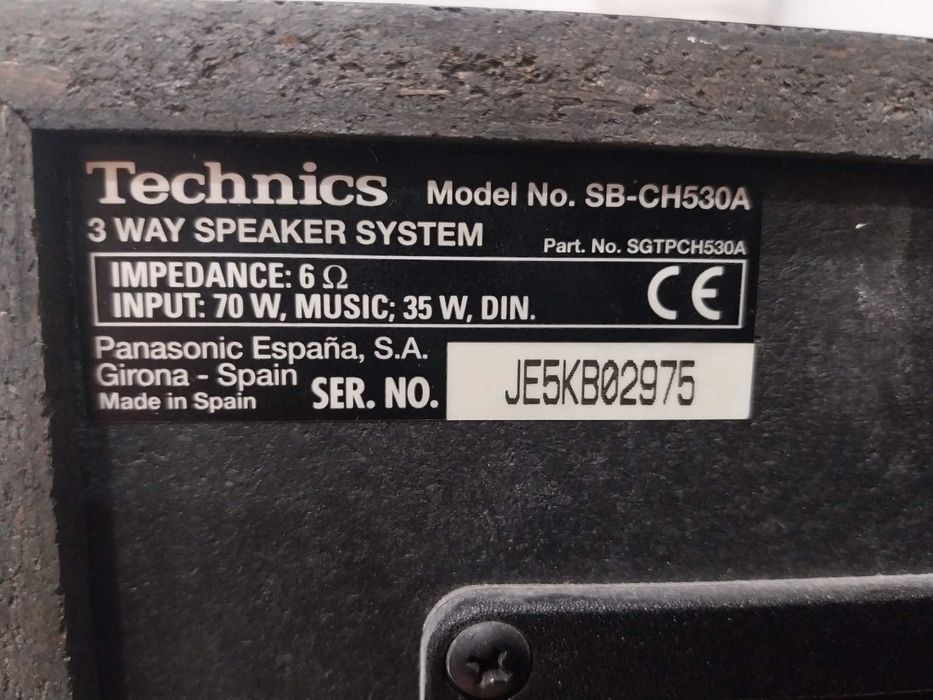 Technics Model No. SB-CH530A
3 WAY SPEAKER SYSTEM Part. No. SGTPCH530A
IMPEDANCE: 6 Ω
INPUT: 70 W, MUSIC; 35 W, DIN.
CE
Panasonic España, S.A.
Girona - Spain
Made in Spain
SER. NO. JE5KB02975